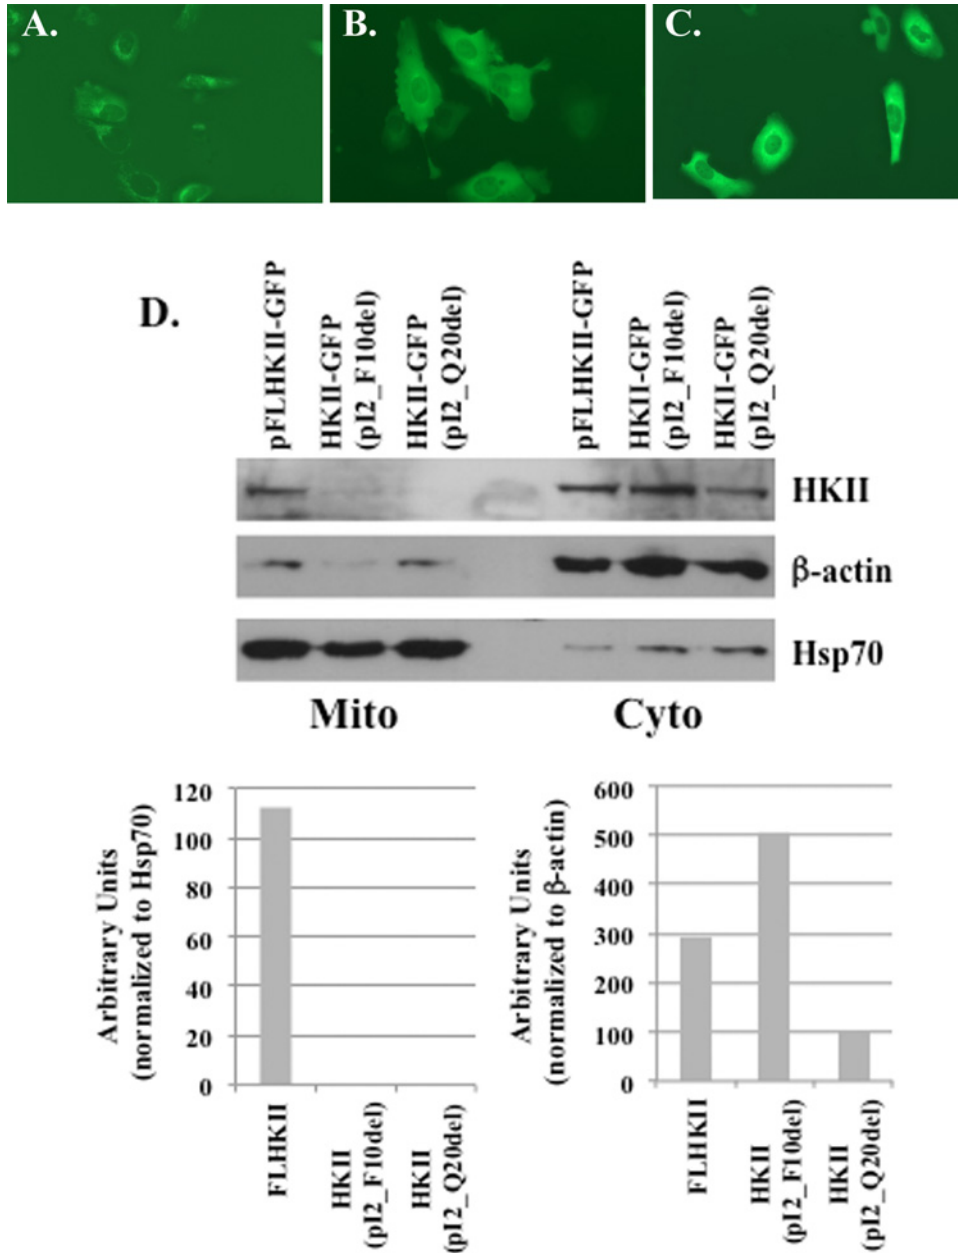 A.
B.
C.
D.
pFLHKII-GFP
HKII-GFP
(pI2_F10del)
HKII-GFP
(pI2_Q20del)
pFLHKII-GFP
HKII-GFP
(pI2_F10del)
HKII-GFP
(pI2_Q20del)
HKII
β-actin
Hsp70
Mito
Cyto
Arbitrary Units
(normalized to Hsp70)
120
100
80
60
40
20
0
FLHKII
HKII
(pI2_F10del)
HKII
(pI2_Q20del)
Arbitrary Units
(normalized to β-actin)
600
500
400
300
200
100
0
FLHKII
HKII
(pI2_F10del)
HKII
(pI2_Q20del)